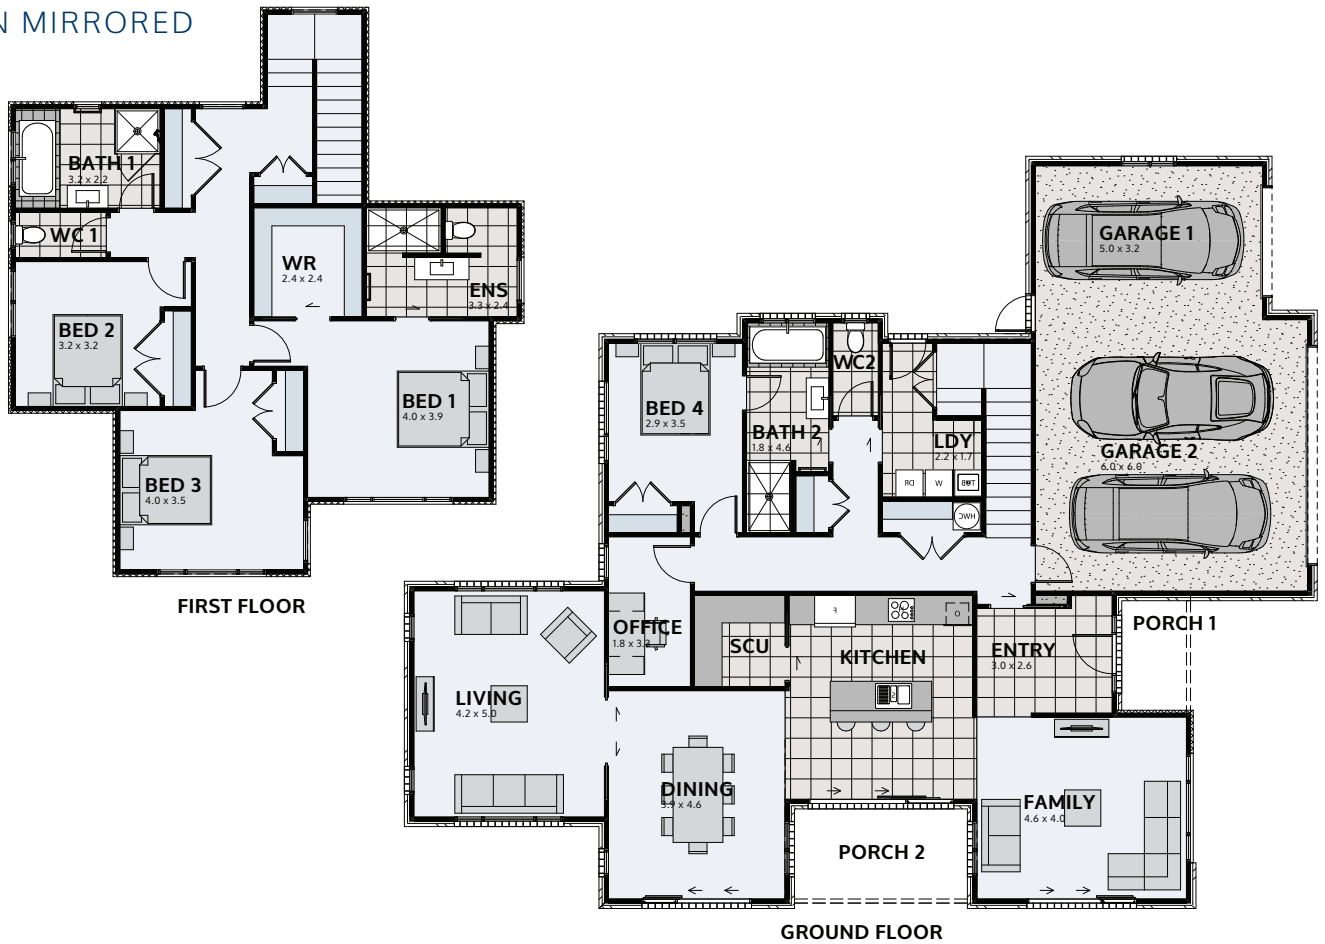 N MIRRORED
BATH 1
3.2 x 2.2
WC 1
WR
2.4 x 2.4
ENS
3.3 x 2.4
BED 2
3.2 x 3.2
BED 1
4.0 x 3.9
BED 3
4.0 x 3.5
FIRST FLOOR
GARAGE 1
5.0 x 3.2
GARAGE 2
6.0 x 6.0
WC2
BED 4
2.9 x 3.5
BATH 2
1.8 x 4.6
LDY
2.2 x 1.7
DR
W
TUB
HWC
OFFICE
SCU
F
KITCHEN
ENTRY
3.0 x 2.6
PORCH 1
LIVING
4.2 x 5.0
DINING
3.9 x 4.6
FAMILY
4.6 x 4.0
PORCH 2
GROUND FLOOR